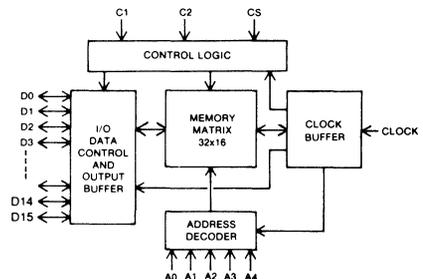 C1 C2 CS
CONTROL LOGIC
D0
D1
D2
D3
D14
D15
I/O
DATA
CONTROL
AND
OUTPUT
BUFFER
MEMORY
MATRIX
32x16
CLOCK
BUFFER
CLOCK
ADDRESS
DECODER
A0 A1 A2 A3 A4